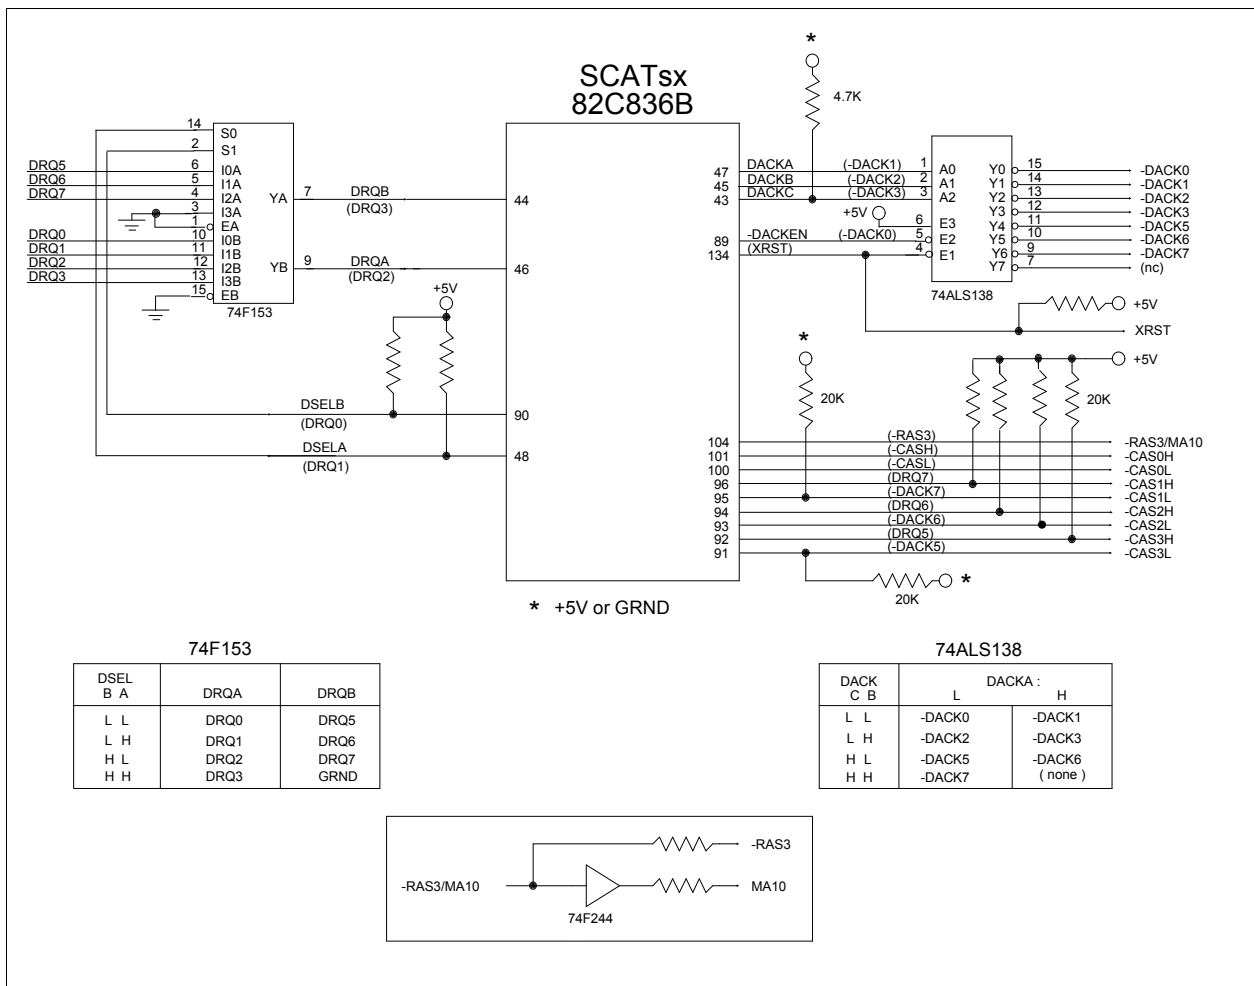 SCATsx
82C836B
*
4.7K
14 S0
2 S1
DRQ5 6 I0A
DRQ6 5 I1A
DRQ7 4 I2A
3 I3A
1 EA
DRQ0 10 I0B
DRQ1 11 I1B
DRQ2 12 I2B
DRQ3 13 I3B
15 EB
74F153
YA 7 DRQB
(DRQ3)
44
YB 9 DRQA
(DRQ2)
46
+5V
DSELB
(DRQ0)
90
DSELA
(DRQ1)
48
47 DACKA (-DACK1) 1 A0
45 DACKB (-DACK2) 2 A1
43 DACKC (-DACK3) 3 A2
+5V 6 E3
89 -DACKEN (-DACK0) 5 E2
134 (XRST) 4 E1
Y0 15 -DACK0
Y1 14 -DACK1
Y2 13 -DACK2
Y3 12 -DACK3
Y4 11 -DACK5
Y5 10 -DACK6
Y6 9 -DACK7
Y7 7 (nc)
74ALS138
+5V
XRST
*
+5V
20K
20K
104 (-RAS3) -RAS3/MA10
101 (-CASH) -CAS0H
100 (-CASL) -CAS0L
96 (DRQ7) -CAS1H
95 (-DACK7) -CAS1L
94 (DRQ6) -CAS2H
93 (-DACK6) -CAS2L
92 (DRQ5) -CAS3H
91 (-DACK5) -CAS3L
20K *
* +5V or GRND
74F153
DSEL
B A DRQA DRQB
L L DRQ0 DRQ5
L H DRQ1 DRQ6
H L DRQ2 DRQ7
H H DRQ3 GRND
74ALS138
DACK DACKA :
C B L H
L L -DACK0 -DACK1
L H -DACK2 -DACK3
H L -DACK5 -DACK6
H H -DACK7 ( none )
-RAS3
-RAS3/MA10
MA10
74F244